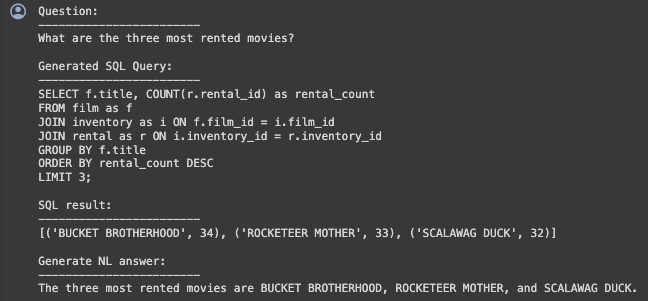 Question:
-------------------------
What are the three most rented movies?
Generated SQL Query:
-------------------------
SELECT f.title, COUNT(r.rental_id) as rental_count
FROM film as f
JOIN inventory as i ON f.film_id = i.film_id
JOIN rental as r ON i.inventory_id = r.inventory_id
GROUP BY f.title
ORDER BY rental_count DESC
LIMIT 3;
SQL result:
-------------------------
[('BUCKET BROTHERHOOD', 34), ('ROCKETEER MOTHER', 33), ('SCALAWAG DUCK', 32)]
Generate NL answer:
-------------------------
The three most rented movies are BUCKET BROTHERHOOD, ROCKETEER MOTHER, and SCALAWAG DUCK.